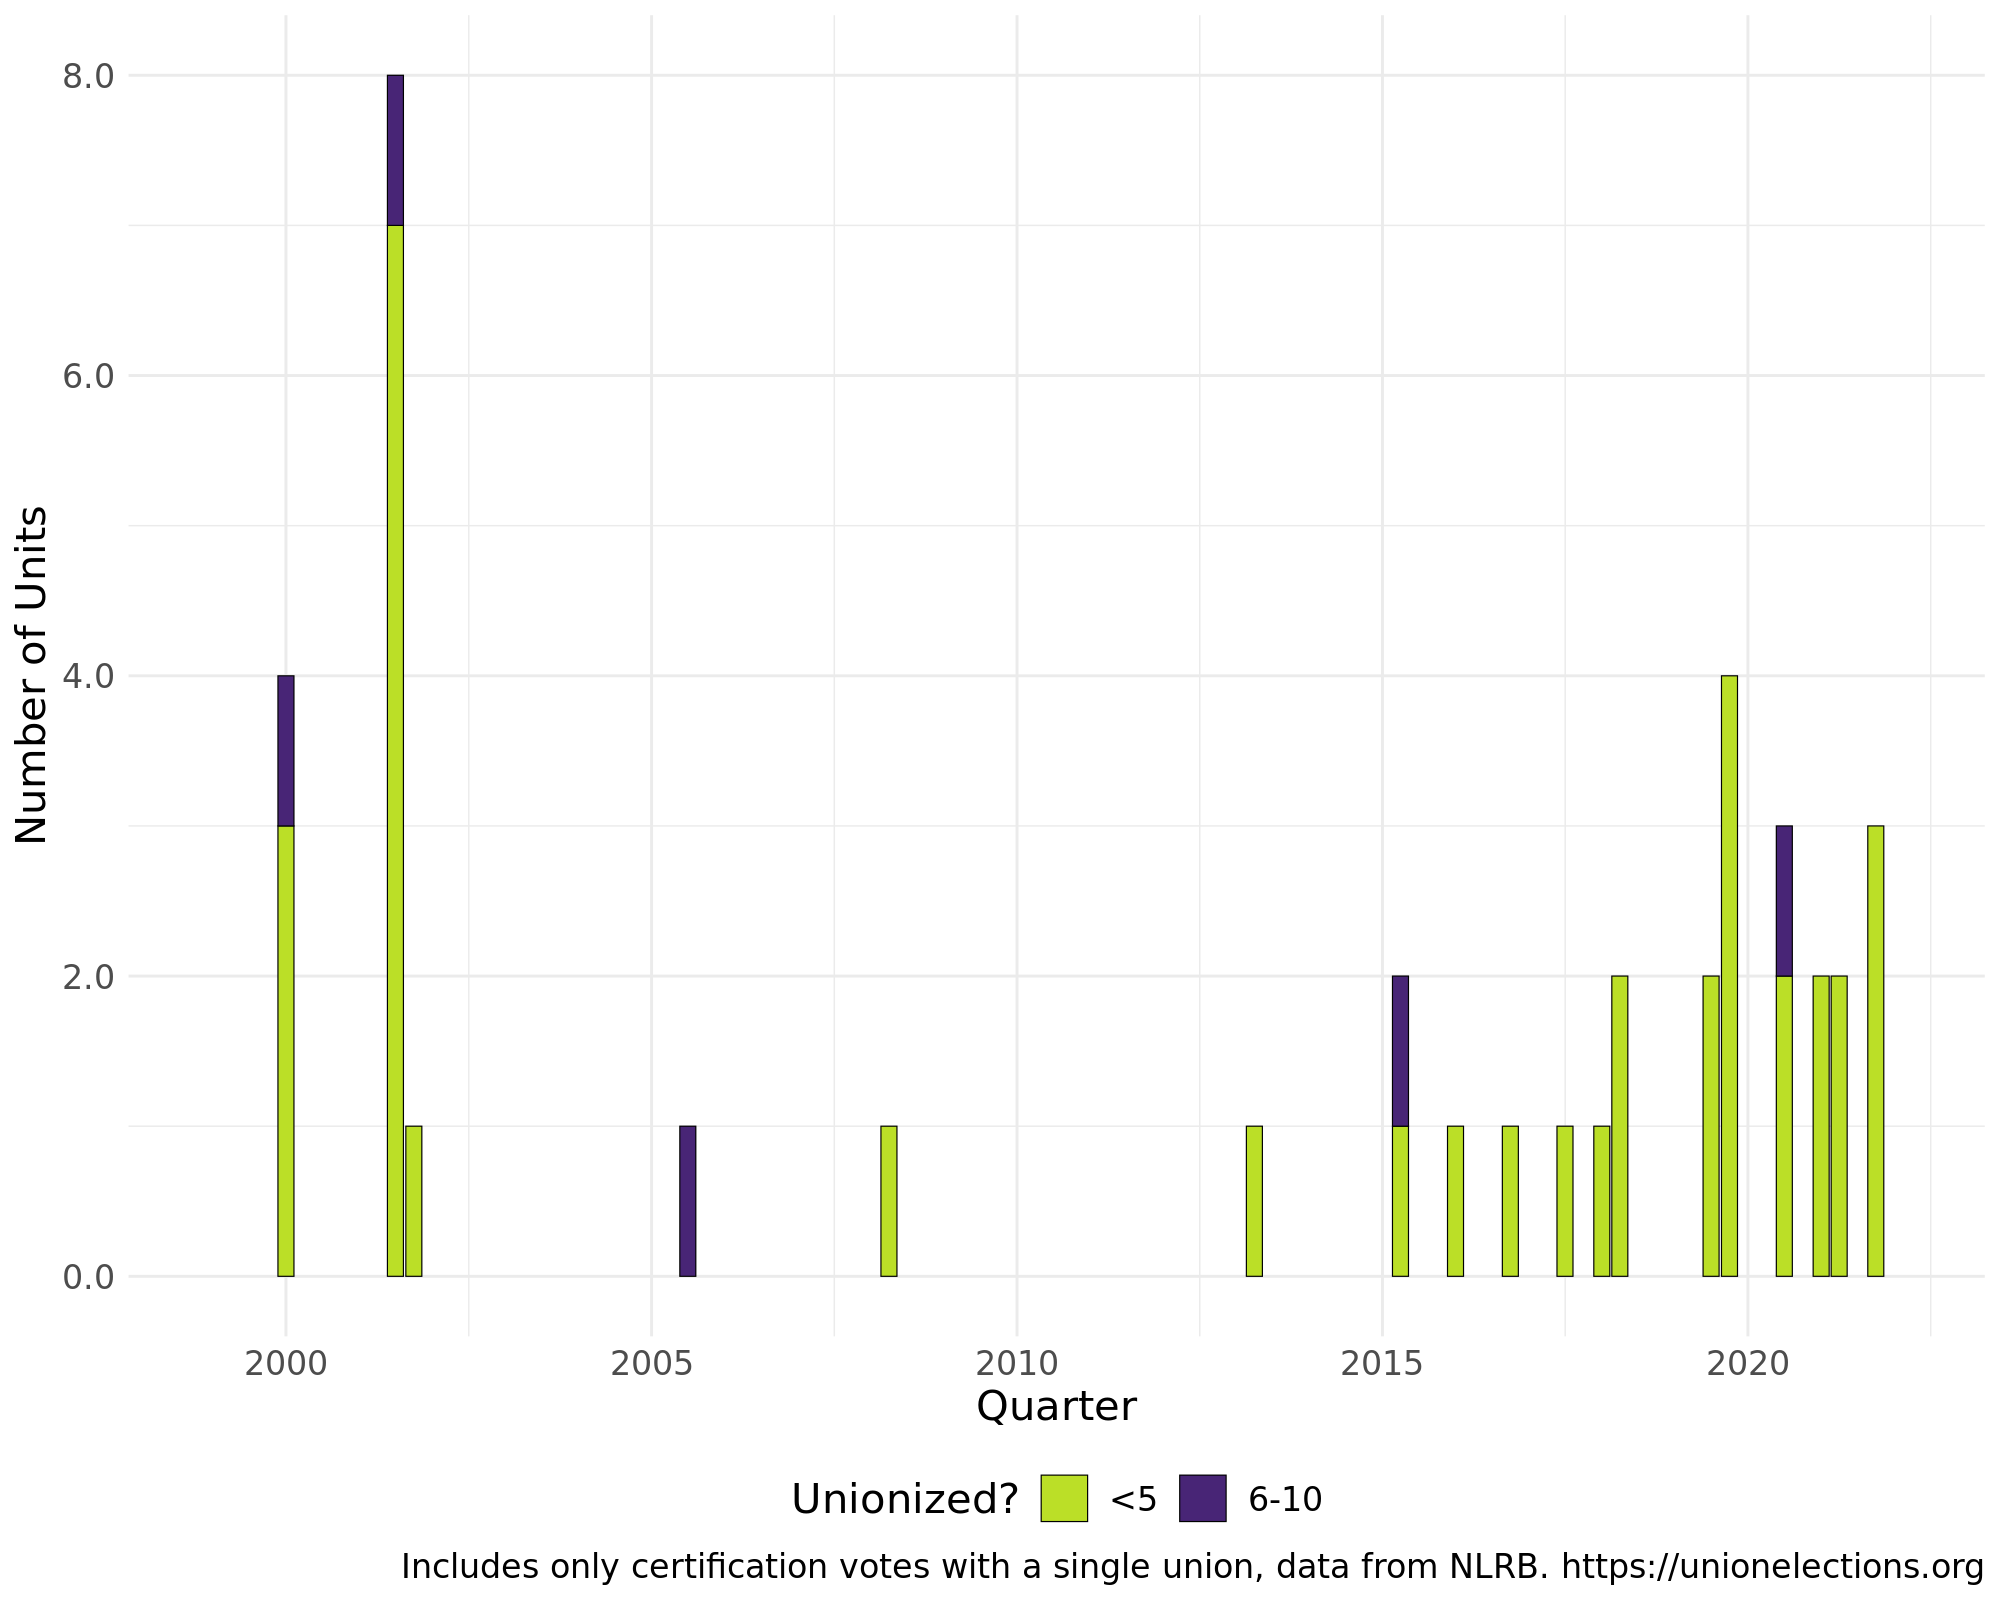 Number of Units
8.0
6.0
4.0
2.0
0.0
2000 2005 2010 2015 2020
Quarter
Unionized? <5 6-10
Includes only certification votes with a single union, data from NLRB. https://unionelections.org